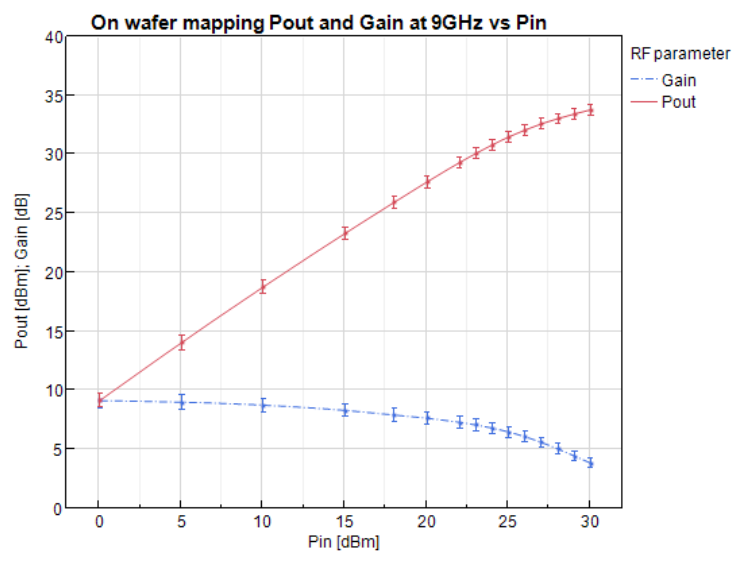 On wafer mapping Pout and Gain at 9GHz vs Pin
RF parameter
Gain
Pout
Pout [dBm], Gain [dB]
40
35
30
25
20
15
10
5
0
0 5 10 15 20 25 30
Pin [dBm]